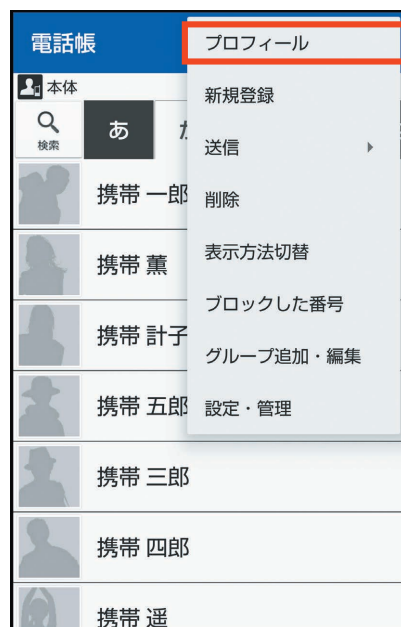 電話帳
プロフィール
本体
新規登録
検索
あ
送信
削除
表示方法切替
ブロックした番号
グループ追加・編集
設定・管理
携帯 一郎
携帯 薫
携帯 計子
携帯 五郎
携帯 三郎
携帯 四郎
携帯 遥